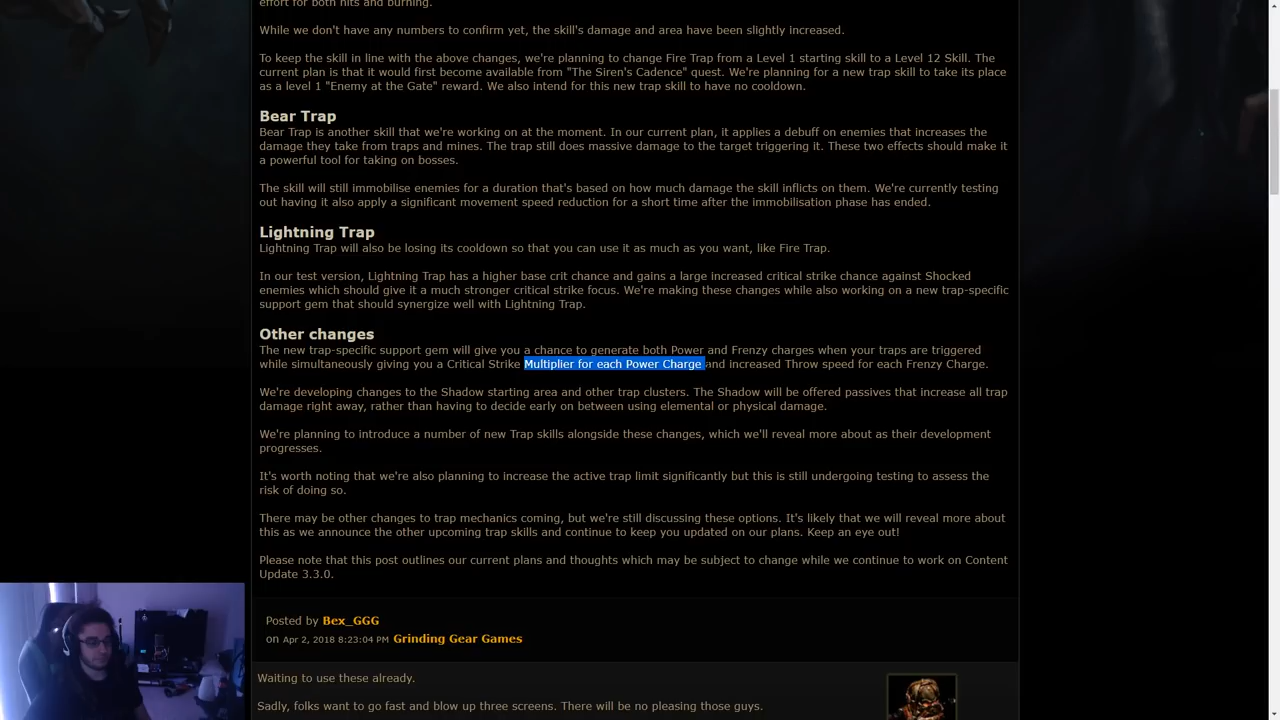 effort for both hits and burning.
While we don't have any numbers to confirm yet, the skill's damage and area have been slightly increased.
To keep the skill in line with the above changes, we're planning to change Fire Trap from a Level 1 starting skill to a Level 12 Skill. The
current plan is that it would first become available from "The Siren's Cadence" quest. We're planning for a new trap skill to take its place
as a level 1 "Enemy at the Gate" reward. We also intend for this new trap skill to have no cooldown.
Bear Trap
Bear Trap is another skill that we're working on at the moment. In our current plan, it applies a debuff on enemies that increases the
damage they take from traps and mines. The trap still does massive damage to the target triggering it. These two effects should make it
a powerful tool for taking on bosses.
The skill will still immobilise enemies for a duration that's based on how much damage the skill inflicts on them. We're currently testing
out having it also apply a significant movement speed reduction for a short time after the immobilisation phase has ended.
Lightning Trap
Lightning Trap will also be losing its cooldown so that you can use it as much as you want, like Fire Trap.
In our test version, Lightning Trap has a higher base crit chance and gains a large increased critical strike chance against Shocked
enemies which should give it a much stronger critical strike focus. We're making these changes while also working on a new trap-specific
support gem that should synergize well with Lightning Trap.
Other changes
The new trap-specific support gem will give you a chance to generate both Power and Frenzy charges when your traps are triggered
while simultaneously giving you a Critical Strike Multiplier for each Power Charge and increased Throw speed for each Frenzy Charge.
We're developing changes to the Shadow starting area and other trap clusters. The Shadow will be offered passives that increase all trap
damage right away, rather than having to decide early on between using elemental or physical damage.
We're planning to introduce a number of new Trap skills alongside these changes, which we'll reveal more about as their development
progresses.
It's worth noting that we're also planning to increase the active trap limit significantly but this is still undergoing testing to assess the
risk of doing so.
There may be other changes to trap mechanics coming, but we're still discussing these options. It's likely that we will reveal more about
this as we announce the other upcoming trap skills and continue to keep you updated on our plans. Keep an eye out!
Please note that this post outlines our current plans and thoughts which may be subject to change while we continue to work on Content
Update 3.3.0.
Posted by Bex_GGG
on Apr 2, 2018 8:23:04 PM Grinding Gear Games
Waiting to use these already.
Sadly, folks want to go fast and blow up three screens. There will be no pleasing those guys.